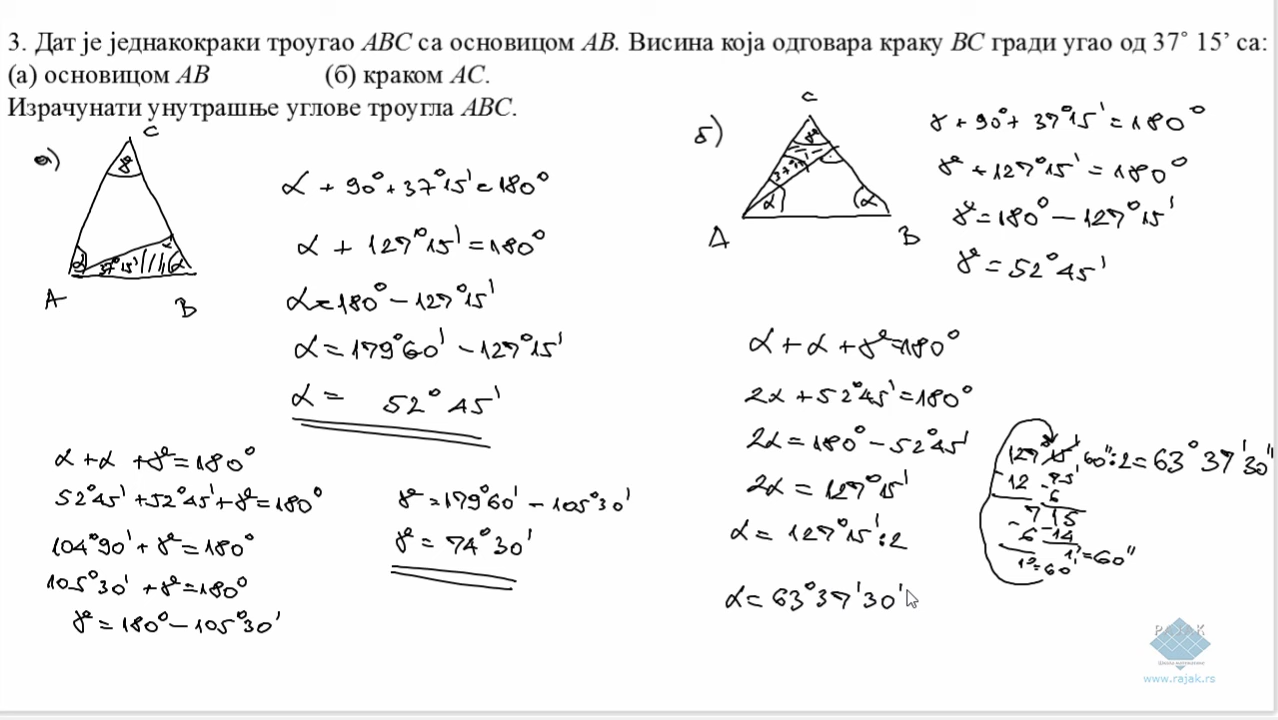 3. Дат је једнакокраки троугао ABC са основицом AB. Висина која одговара краку BC гради угао од 37˚ 15’ са:
(а) основицом AB (б) краком AC.
Израчунати унутрашње углове троугла ABC.
а)
C
γ
α 37°15' α
A B
α + 90° + 37°15' = 180°
α + 127°15' = 180°
α = 180° - 127°15'
α = 179°60' - 127°15'
α = 52°45'
α + α + γ = 180°
52°45' + 52°45' + γ = 180°
104°90' + γ = 180°
105°30' + γ = 180°
γ = 180° - 105°30'
γ = 179°60' - 105°30'
γ = 74°30'
б)
C
γ
α α
A B
γ + 90° + 37°15' = 180°
γ + 127°15' = 180°
γ = 180° - 127°15'
γ = 52°45'
α + α + γ = 180°
2α + 52°45' = 180°
2α = 180° - 52°45'
2α = 127°15'
α = 127°15' : 2
α = 63°37'30'
60" : 2 = 63°37'30"
12
7 15
- 6 - 14
1° = 60' 1' = 60"
РАЈАК
www.rajak.rs